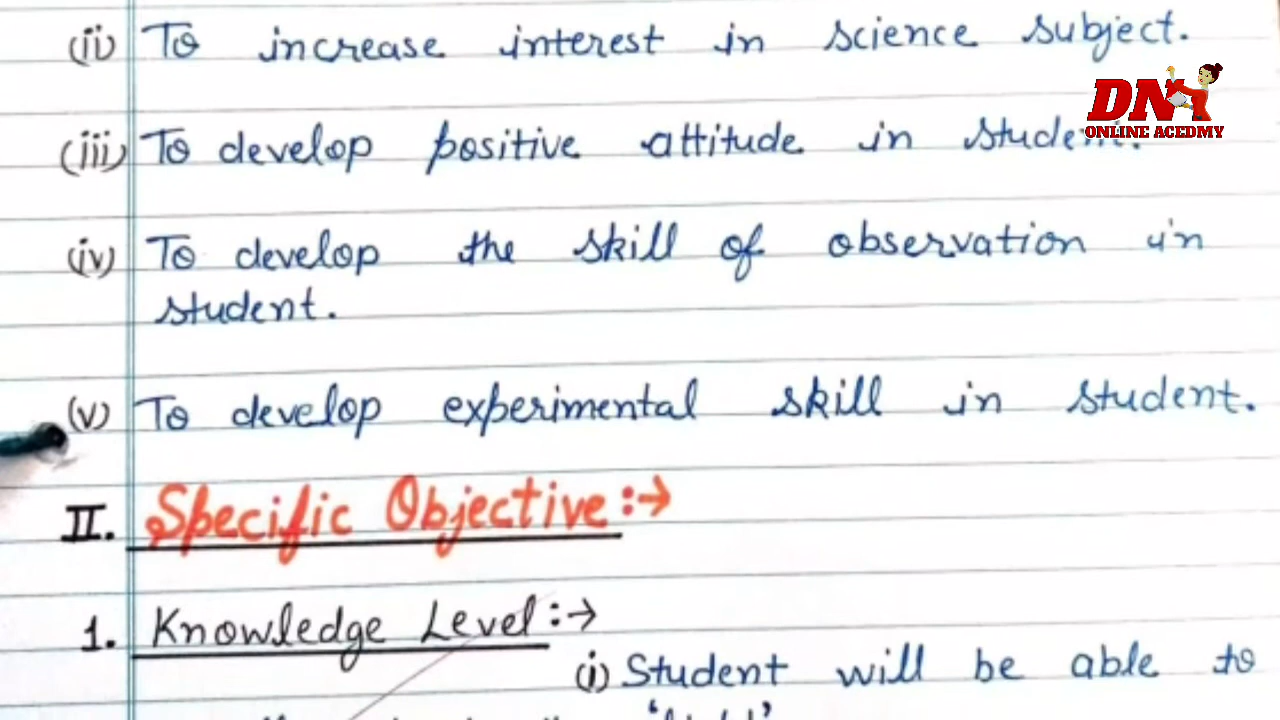 (ii) To increase interest in science subject.
DN
ONLINE ACEDMY
(iii) To develop positive attitude in student.
(iv) To develop the skill of observation in
student.
(v) To develop experimental skill in student.
II. Specific Objective :→
1. Knowledge Level :→
(i) Student will be able to